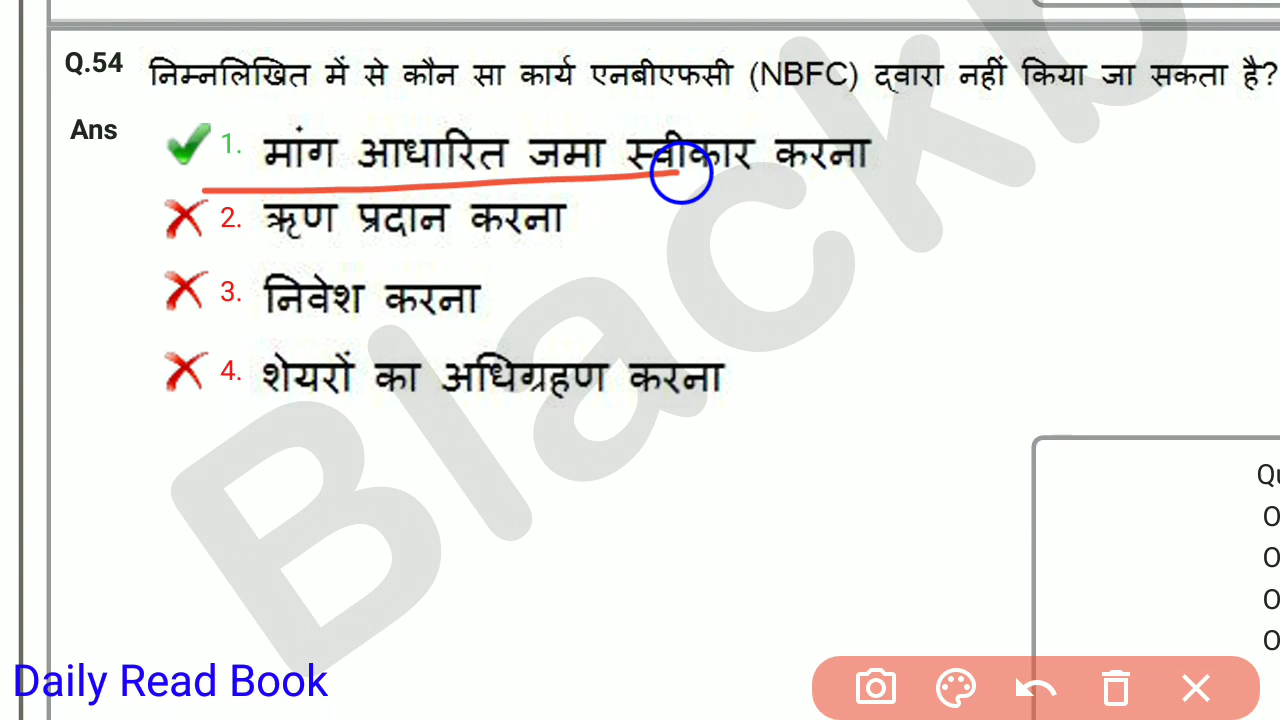 Q.54 निम्नलिखित में से कौन सा कार्य एनबीएफसी (NBFC) द्वारा नहीं किया जा सकता है?
Ans 1. मांग आधारित जमा स्वीकार करना
2. ऋण प्रदान करना
3. निवेश करना
4. शेयरों का अधिग्रहण करना
Daily Read Book